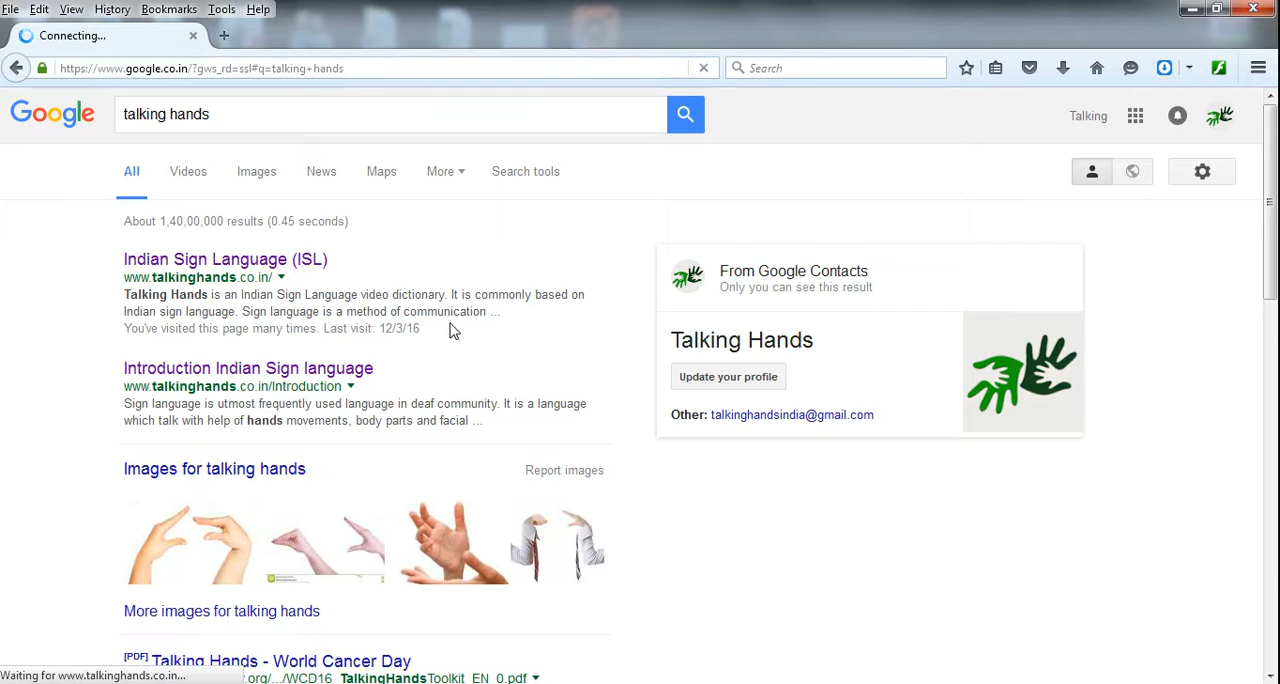 File Edit View History Bookmarks Tools Help
Connecting...
https://www.google.co.in/?gws_rd=ssl#q=talking+hands
Search
Google
talking hands
Talking
All Videos Images News Maps More Search tools
About 1,40,00,000 results (0.45 seconds)
Indian Sign Language (ISL)
www.talkinghands.co.in/
Talking Hands is an Indian Sign Language video dictionary. It is commonly based on
Indian sign language. Sign language is a method of communication ...
You've visited this page many times. Last visit: 12/3/16
Introduction Indian Sign language
www.talkinghands.co.in/Introduction
Sign language is utmost frequently used language in deaf community. It is a language
which talk with help of hands movements, body parts and facial ...
Images for talking hands
Report images
More images for talking hands
[PDF] Talking Hands - World Cancer Day
.org/.../WCD16_TalkingHandsToolkit_EN_0.pdf
From Google Contacts
Only you can see this result
Talking Hands
Update your profile
Other: talkinghandsindia@gmail.com
Waiting for www.talkinghands.co.in...